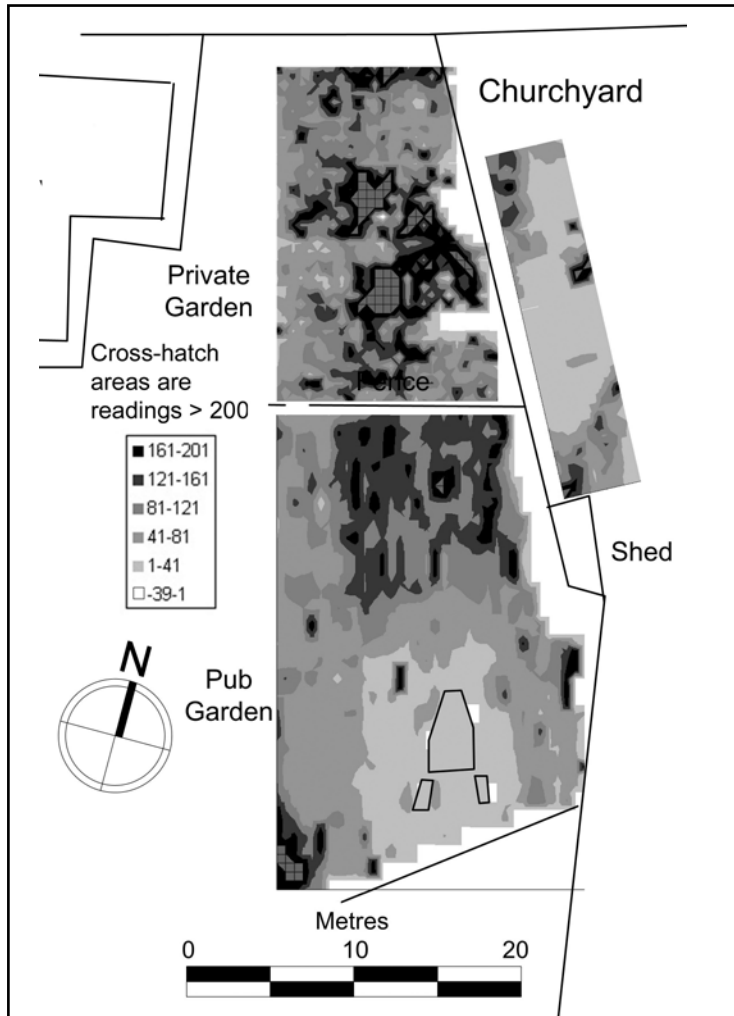 Churchyard
Private
Garden
Cross-hatch
areas are
readings > 200
Fence
161-201
121-161
81-121
41-81
1-41
-39-1
Shed
N
Pub
Garden
Metres
0 10 20